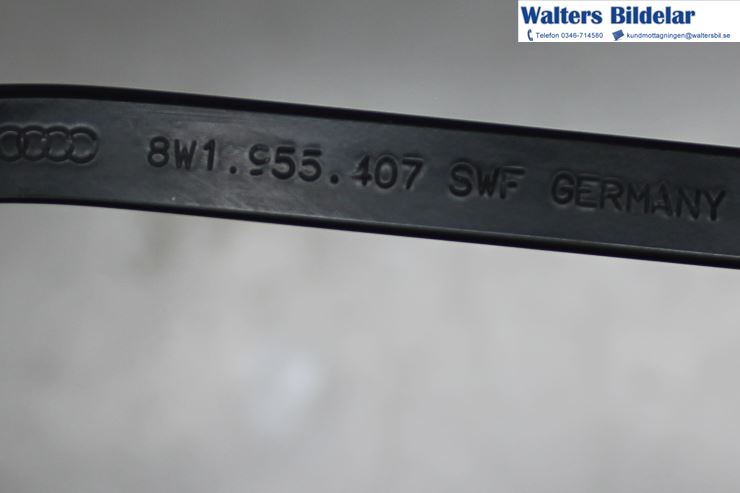 Walters Bildelar
Telefon 0346-714580 kundmottagningen@waltersbil.se
8W1.955.407 SWF GERMANY